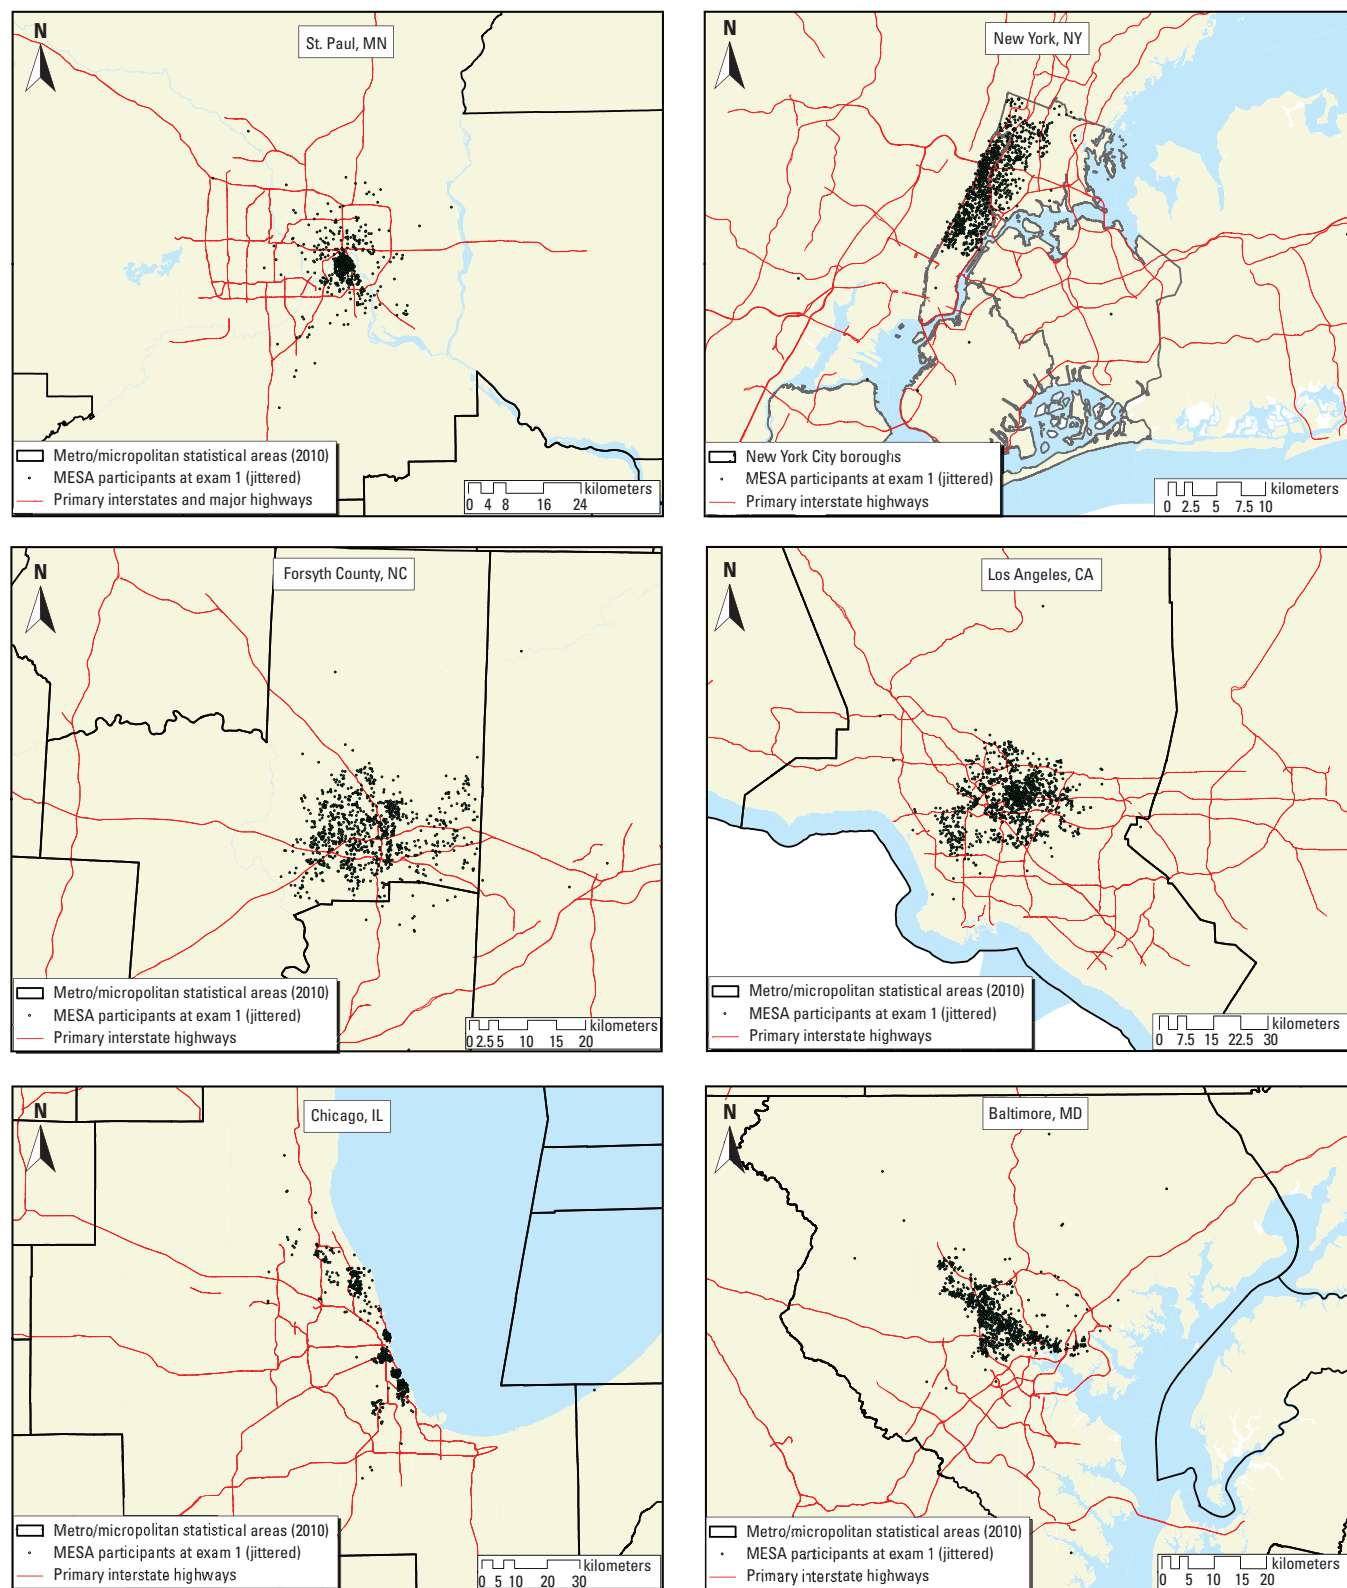 N
St. Paul, MN
Metro/micropolitan statistical areas (2010)
MESA participants at exam 1 (jittered)
Primary interstates and major highways
kilometers
0 4 8 16 24
N
New York, NY
New York City boroughs
MESA participants at exam 1 (jittered)
Primary interstate highways
kilometers
0 2.5 5 7.5 10
N
Forsyth County, NC
Metro/micropolitan statistical areas (2010)
MESA participants at exam 1 (jittered)
Primary interstate highways
kilometers
0 2.5 5 10 15 20
N
Los Angeles, CA
Metro/micropolitan statistical areas (2010)
MESA participants at exam 1 (jittered)
Primary interstate highways
kilometers
0 7.5 15 22.5 30
N
Chicago, IL
Metro/micropolitan statistical areas (2010)
MESA participants at exam 1 (jittered)
Primary interstate highways
kilometers
0 5 10 20 30
N
Baltimore, MD
Metro/micropolitan statistical areas (2010)
MESA participants at exam 1 (jittered)
Primary interstate highways
kilometers
0 5 10 15 20